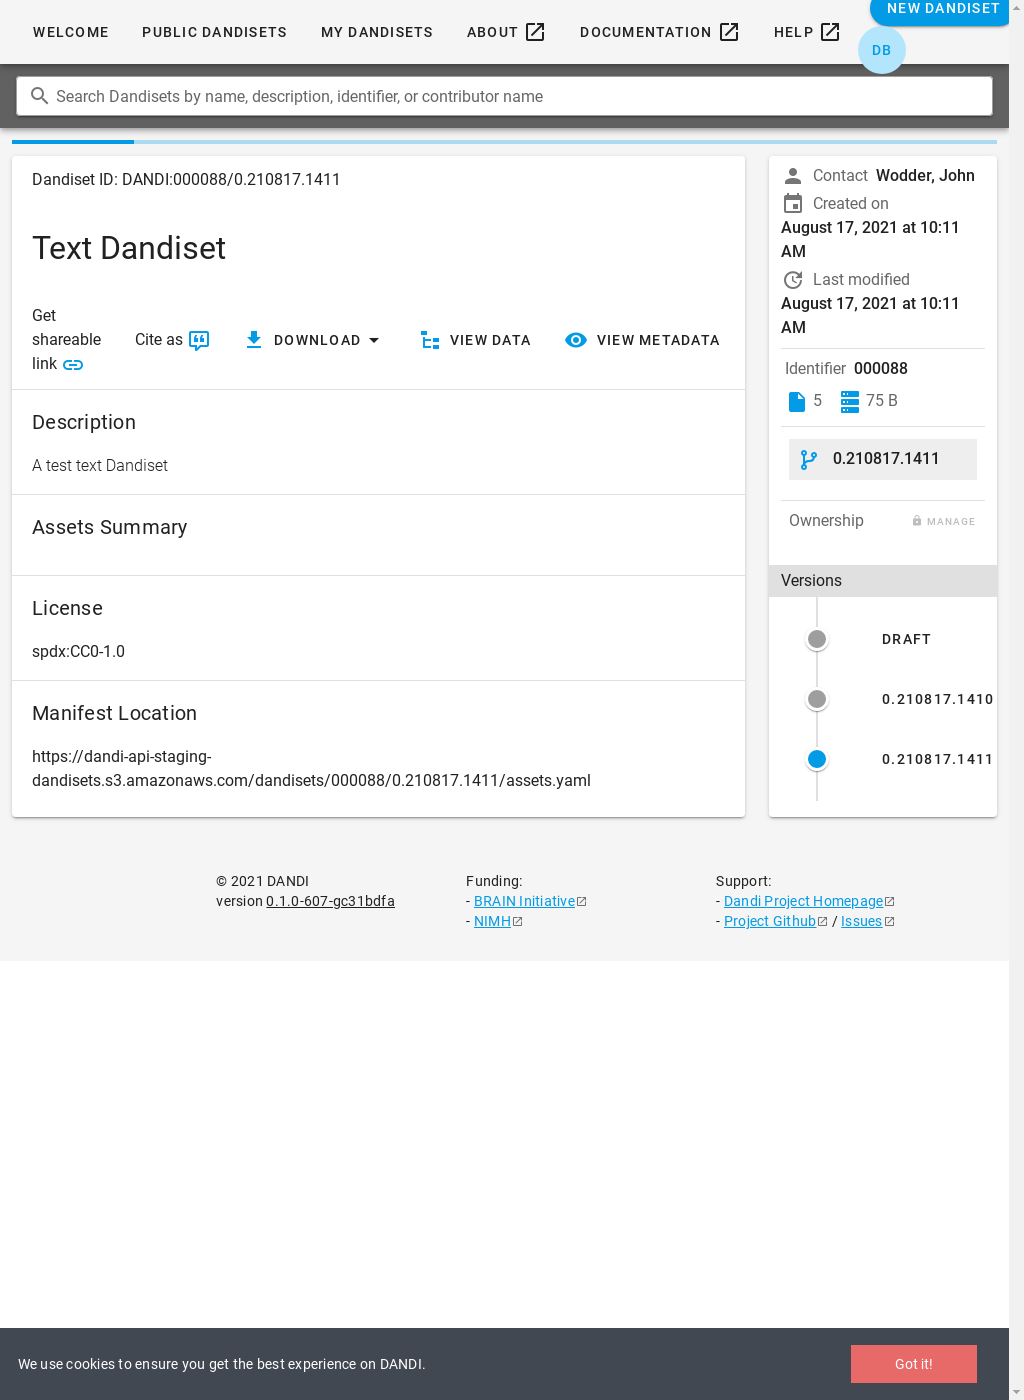 WELCOME
PUBLIC DANDISETS
MY DANDISETS
ABOUT
DOCUMENTATION
HELP
NEW DANDISET
DB
Search Dandisets by name, description, identifier, or contributor name
Dandiset ID: DANDI:000088/0.210817.1411
Text Dandiset
Get
shareable
link
Cite as
DOWNLOAD
VIEW DATA
VIEW METADATA
Description
A test text Dandiset
Assets Summary
License
spdx:CC0-1.0
Manifest Location
https://dandi-api-staging-
dandisets.s3.amazonaws.com/dandisets/000088/0.210817.1411/assets.yaml
Contact Wodder, John
Created on
August 17, 2021 at 10:11
AM
Last modified
August 17, 2021 at 10:11
AM
Identifier 000088
5 75 B
0.210817.1411
Ownership MANAGE
Versions
DRAFT
0.210817.1410
0.210817.1411
© 2021 DANDI
version 0.1.0-607-gc31bdfa
Funding:
- BRAIN Initiative
- NIMH
Support:
- Dandi Project Homepage
- Project Github / Issues
We use cookies to ensure you get the best experience on DANDI.
Got it!